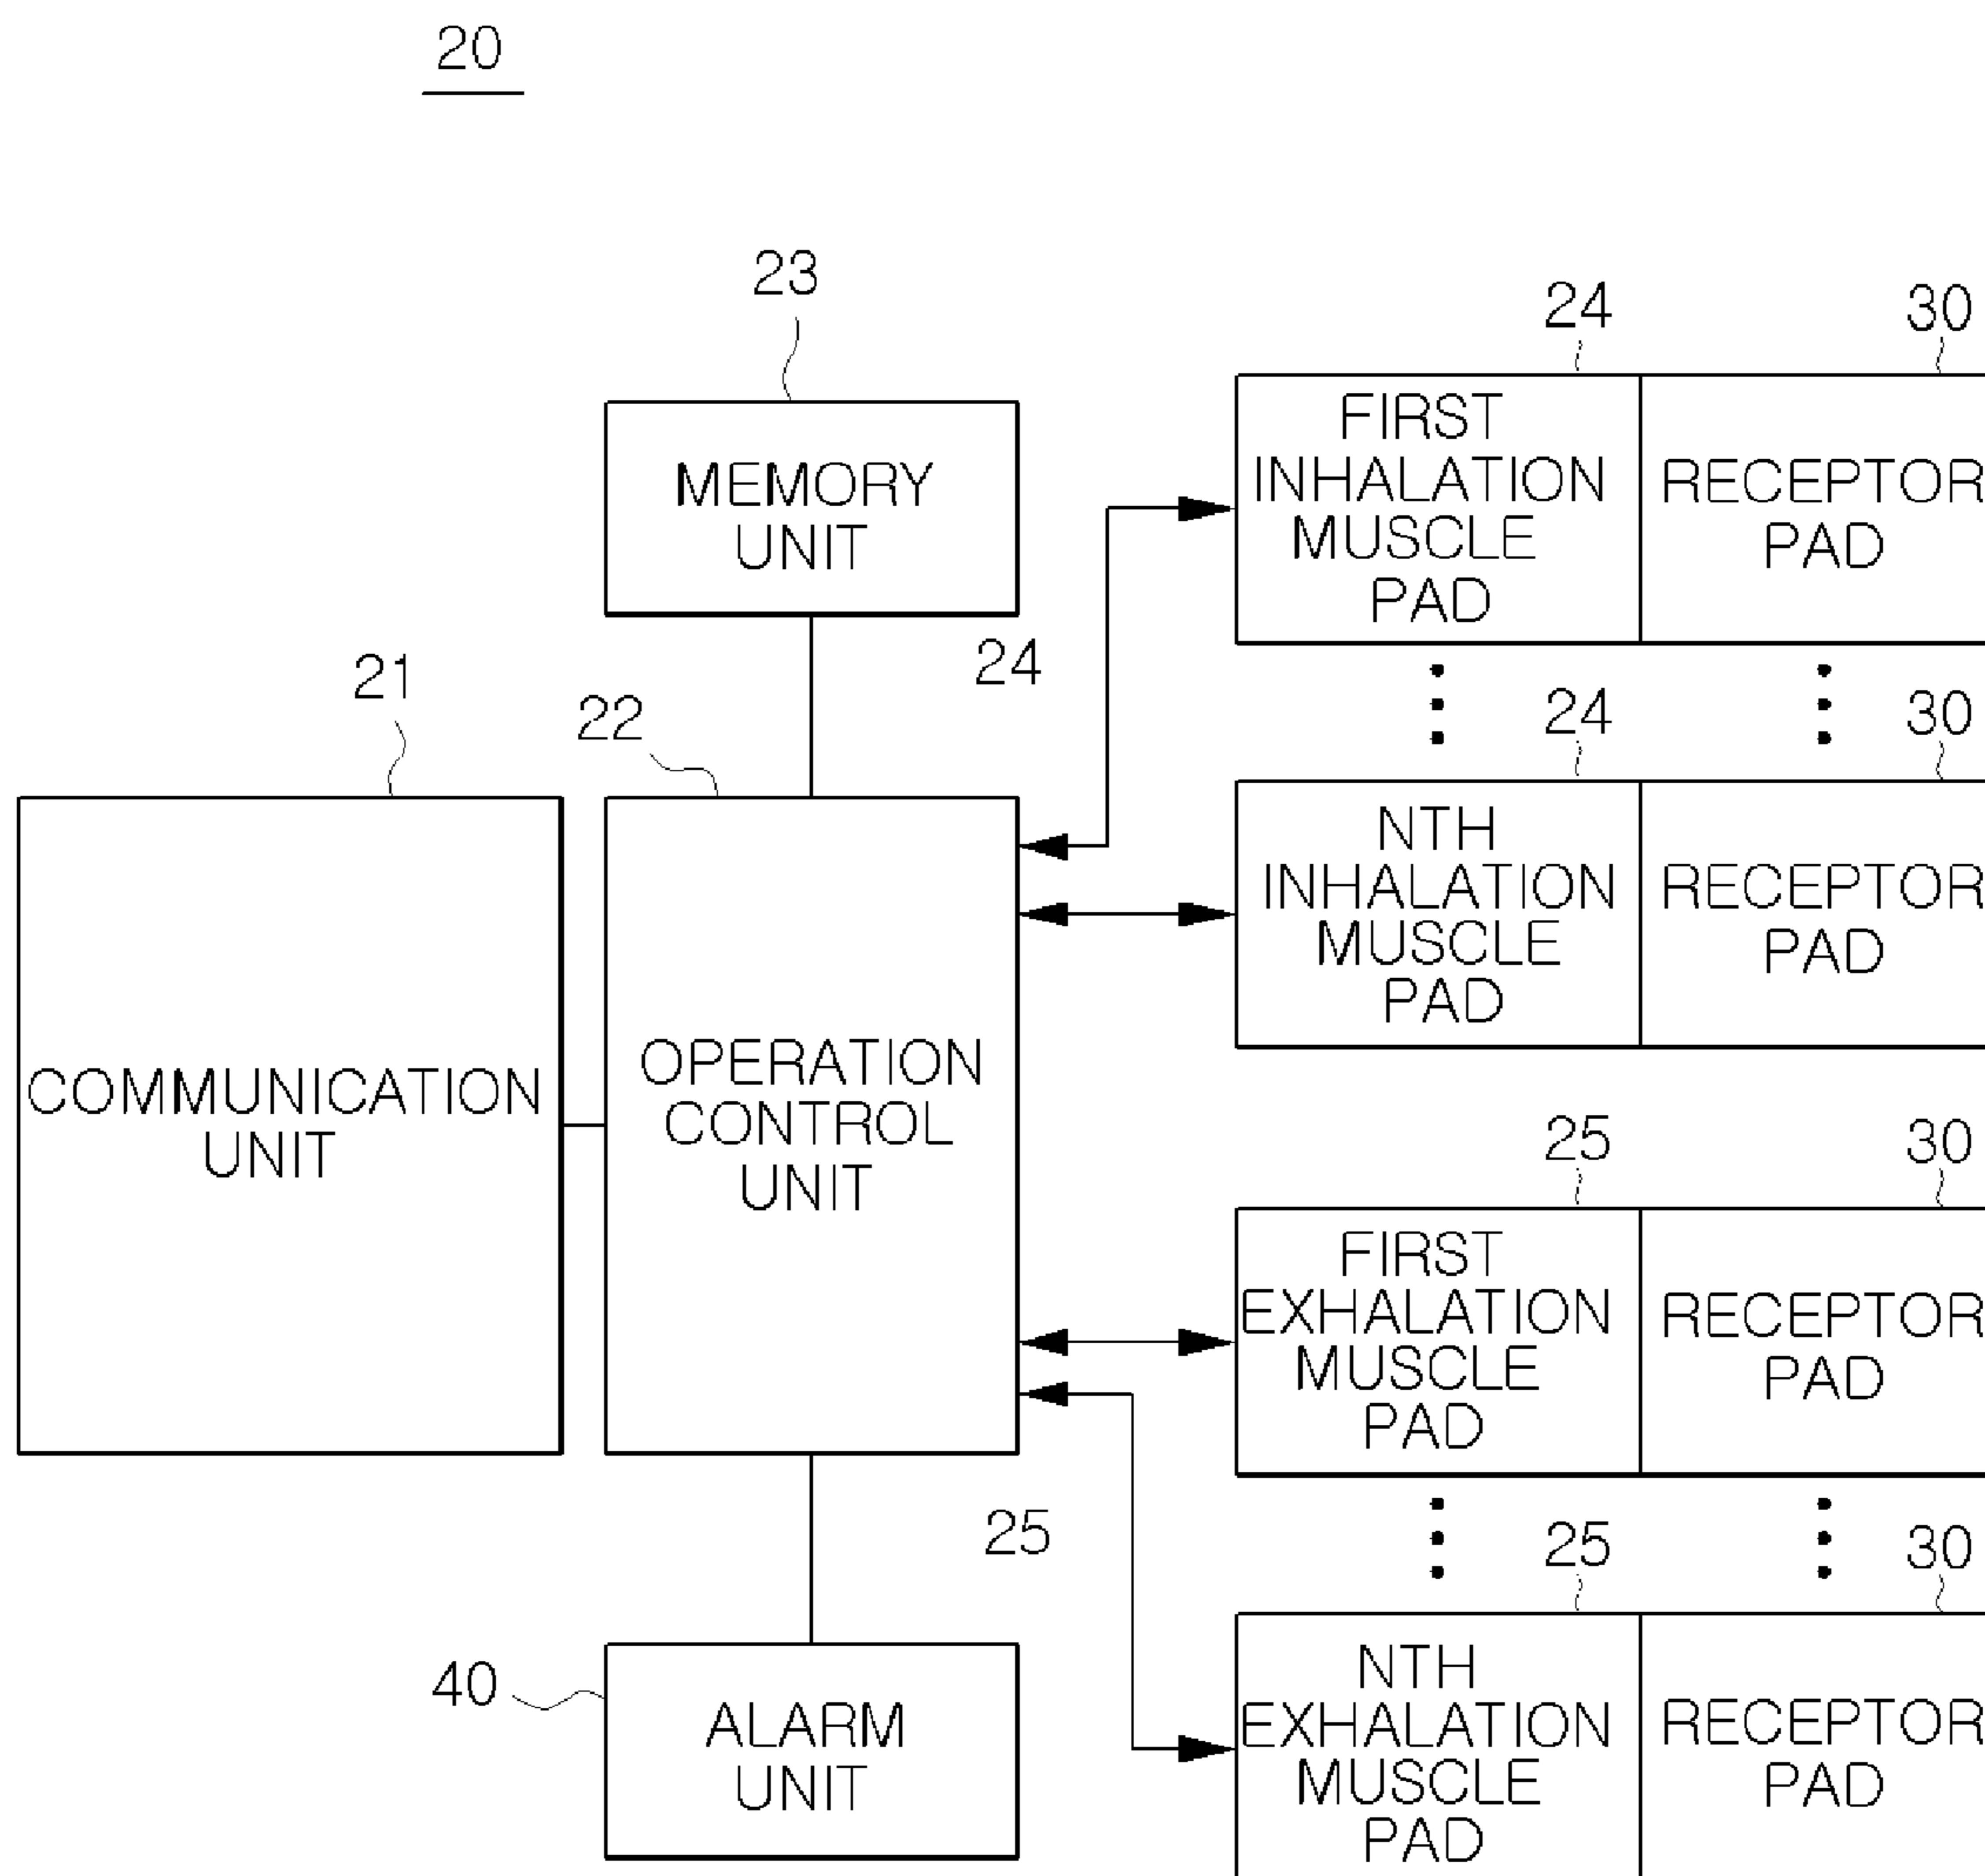 20
23
MEMORY
UNIT
24
21
22
COMMUNICATION
UNIT
OPERATION
CONTROL
UNIT
25
40
ALARM
UNIT
24
30
FIRST
INHALATION
MUSCLE
PAD
RECEPTOR
PAD
24
30
NTH
INHALATION
MUSCLE
PAD
RECEPTOR
PAD
25
30
FIRST
EXHALATION
MUSCLE
PAD
RECEPTOR
PAD
25
30
NTH
EXHALATION
MUSCLE
PAD
RECEPTOR
PAD